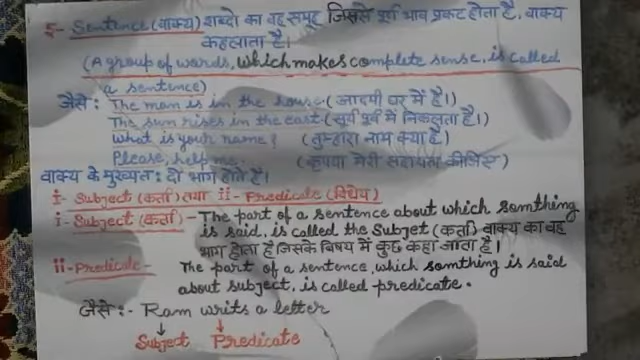 5- Sentence (वाक्य) शब्दो का वह समूह जिससे पूर्ण भाव प्रकट होता है, वाक्य
कहलाता है।
(A group of words, which makes complete sense, is called
a sentence)
जैसे: The man is in the house (आदमी घर में है।)
The sun rises in the east (सूर्य पूर्व में निकलता है।)
What is your name? (तुम्हारा नाम क्या है)
Please, help me. (कृपया मेरी सहायता कीजिए)
वाक्य के मुख्यतः दो भाग होते हैं।
i- Subject (कर्ता) तथा ii- Predicate (विधेय)
i- Subject (कर्ता) - The part of a sentence about which somthing
is said, is called the Subjet (कर्ता) वाक्य का वह
भाग होता है जिसके विषय में कुछ कहा जाता है।
ii- Predicate - The part of a sentence, which somthing is said
about subject, is called predicate.
जैसे:- Ram writs a letter
Subject Predicate